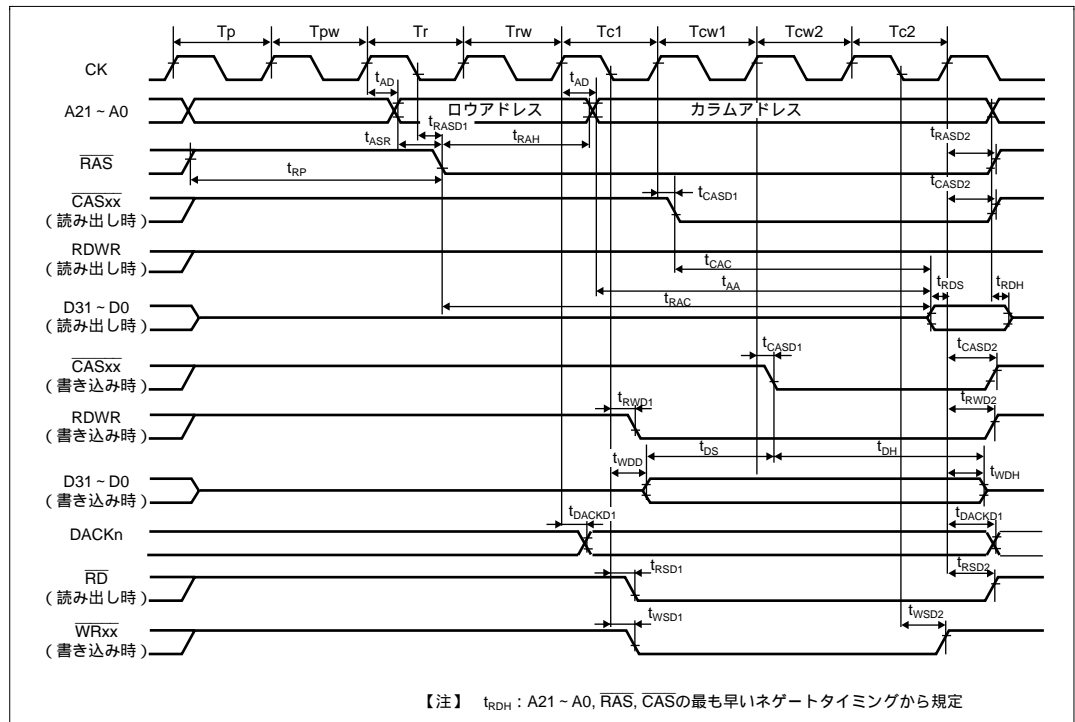 Tp Tpw Tr Trw Tc1 Tcw1 Tcw2 Tc2
CK
tAD tAD
A21 ~ A0 ロウアドレス カラムアドレス
tRASD1 tRASD2
tASR tRAH
RAS
tRP
tCASD2
CASxx
(読み出し時)
tCASD1
RDWR
(読み出し時)
tCAC
tAA
tRDS tRDH
tRAC
D31 ~ D0
(読み出し時)
tCASD1 tCASD2
CASxx
(書き込み時)
tRWD1 tRWD2
RDWR
(書き込み時)
tDS tDH
tWDD tWDH
D31 ~ D0
(書き込み時)
tDACKD1 tDACKD1
DACKn
tRSD1 tRSD2
RD
(読み出し時)
tWSD1 tWSD2
WRxx
(書き込み時)
【注】 tRDH : A21 ~ A0, RAS, CASの最も早いネゲートタイミングから規定